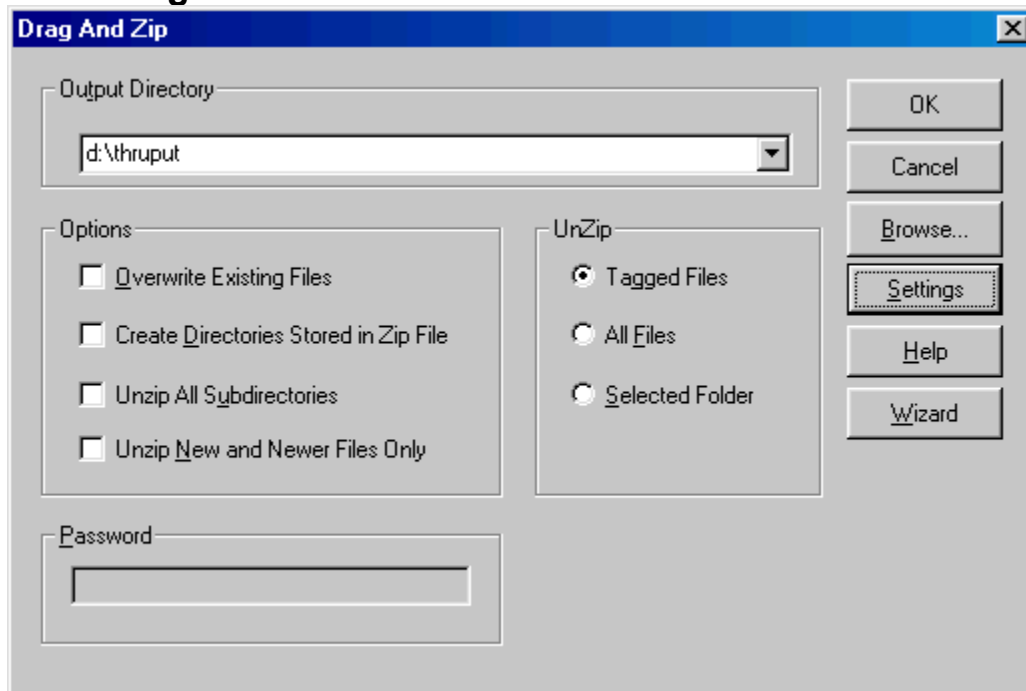 Drag And Zip
Output Directory
d:\thruput
OK
Cancel
Browse...
Settings
Help
Wizard
Options
Overwrite Existing Files
Create Directories Stored in Zip File
Unzip All Subdirectories
Unzip New and Newer Files Only
UnZip
Tagged Files
All Files
Selected Folder
Password